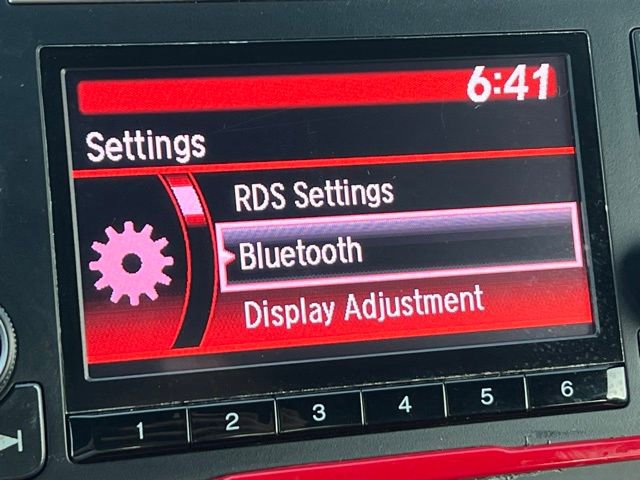 6:41
Settings
RDS Settings
Bluetooth
Display Adjustment
1 2 3 4 5 6